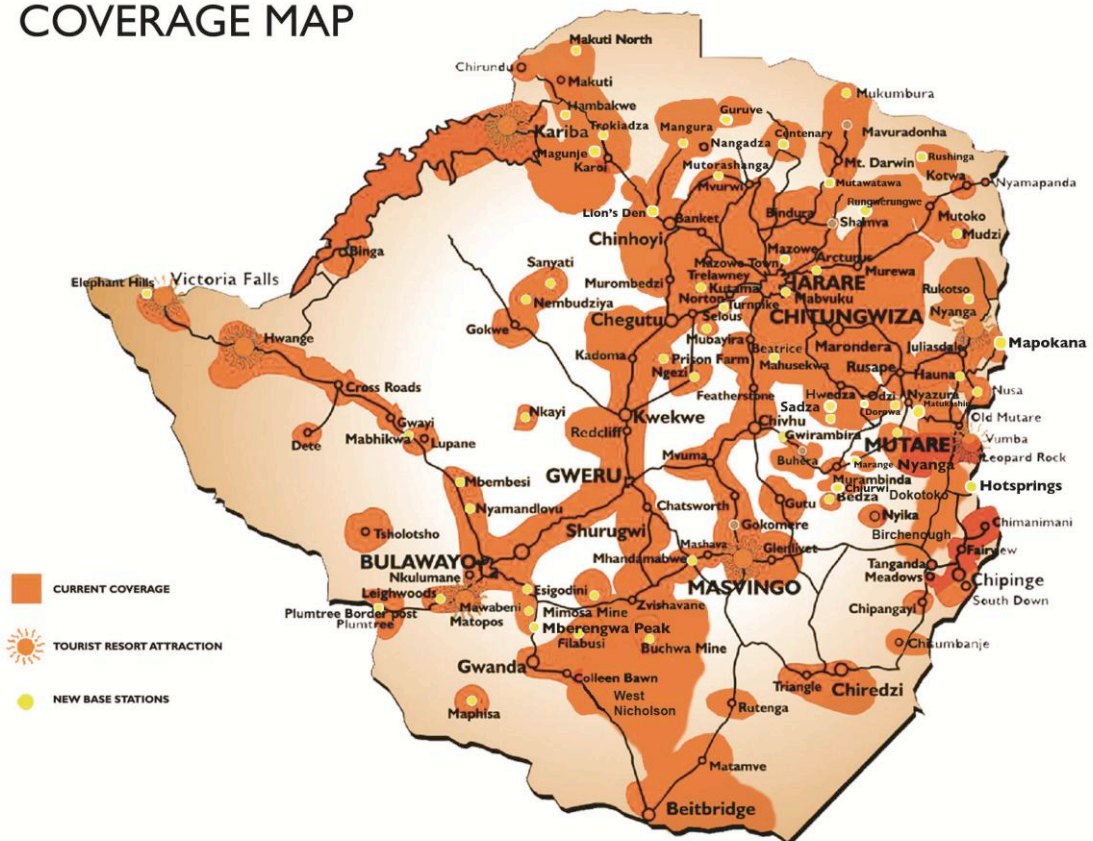 COVERAGE MAP
Makuti North
Chirundu
Makuti
Hambakwe
Kariba
Trokiadza
Magunje
Karoi
Mangura
Guruve
Nangadza
Centenary
Mukumbura
Mavuradonha
Mt. Darwin
Rushinga
Kotwa
Nyamapanda
Mutorashanga
Mvurwi
Mutawatawa
Rungwerungwe
Lion's Den
Banket
Bindura
Shamva
Mutoko
Mudzi
Chinhoyi
Mazowe
Arcturus
Mazowe Town
Murewa
Binga
Sanyati
Murombedzi
Trelawney
Kutama
HARARE
Rukotso
Elephant Hills
Victoria Falls
Nembudziya
Norton
Turnpike
Mabvuku
Nyanga
Chegutu
Selous
CHITUNGWIZA
Gokwe
Mubayira
Hwange
Kadoma
Prison Farm
Beatrice
Marondera
Juliasdale
Mapokana
Ngezi
Mahusekwa
Rusape
Hauna
Cross Roads
Featherstone
Hwedza
Odzi
Nyazura
Nusa
Nkayi
Kwekwe
Sadza
Dorowa
Old Mutare
Gwayi
Redcliff
Chivhu
Gwirambira
MUTARE
Vumba
Dete
Mabhikwa
Lupane
Buhera
Marange
Nyanga
Leopard Rock
Mvuma
Murambinda
GWERU
Mbembesi
Chiurwi
Bedza
Dokotoko
Hotsprings
Nyamandlovu
Chatsworth
Gutu
Nyika
Tsholotsho
Shurugwi
Gokomere
Birchenough
Chimanimani
BULAWAYO
Mhandamabwe
Mashava
Glenlivet
Fairview
Nkulumane
MASVINGO
Tanganda
Meadows
Chipinge
CURRENT COVERAGE
Leighwoods
Esigodini
South Down
Plumtree Border post
Plumtree
Mawabeni
Mimosa Mine
Zvishavane
Chipangayi
Matopos
Mberengwa Peak
TOURIST RESORT ATTRACTION
Filabusi
Buchwa Mine
Chisumbanje
Gwanda
Colleen Bawn
Triangle
Chiredzi
NEW BASE STATIONS
West
Nicholson
Maphisa
Rutenga
Matamve
Beitbridge